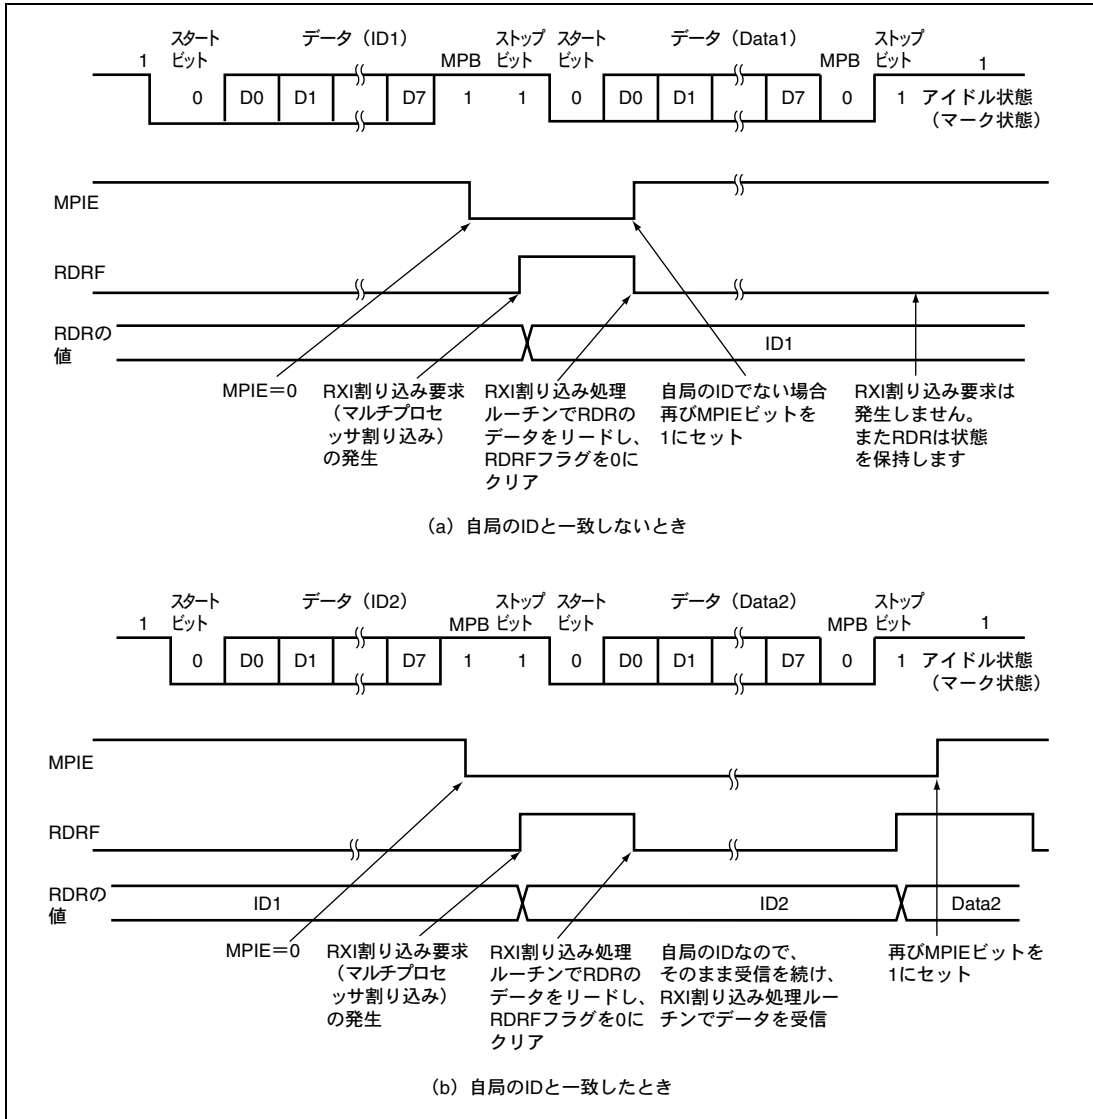 スタート データ（ID1） ストップ スタート データ（Data1） ストップ
1 ビット MPB ビット ビット MPB ビット 1
0 D0 D1 D7 1 1 0 D0 D1 D7 0 1 アイドル状態
（マーク状態）
MPIE
RDRF
RDRの
値
ID1
MPIE＝0
RXI割り込み要求
（マルチプロセ
ッサ割り込み）
の発生
RXI割り込み処理
ルーチンでRDRの
データをリードし、
RDRFフラグを0に
クリア
自局のIDでない場合
再びMPIEビットを
1にセット
RXI割り込み要求は
発生しません。
またRDRは状態
を保持します
（a）自局のIDと一致しないとき
スタート データ（ID2） ストップ スタート データ（Data2） ストップ
1 ビット MPB ビット ビット MPB ビット 1
0 D0 D1 D7 1 1 0 D0 D1 D7 0 1 アイドル状態
（マーク状態）
MPIE
RDRF
RDRの
値
ID1 ID2 Data2
MPIE＝0
RXI割り込み要求
（マルチプロセ
ッサ割り込み）
の発生
RXI割り込み処理
ルーチンでRDRの
データをリードし、
RDRFフラグを0に
クリア
自局のIDなので、
そのまま受信を続け、
RXI割り込み処理ルー
チンでデータを受信
再びMPIEビットを
1にセット
（b）自局のIDと一致したとき